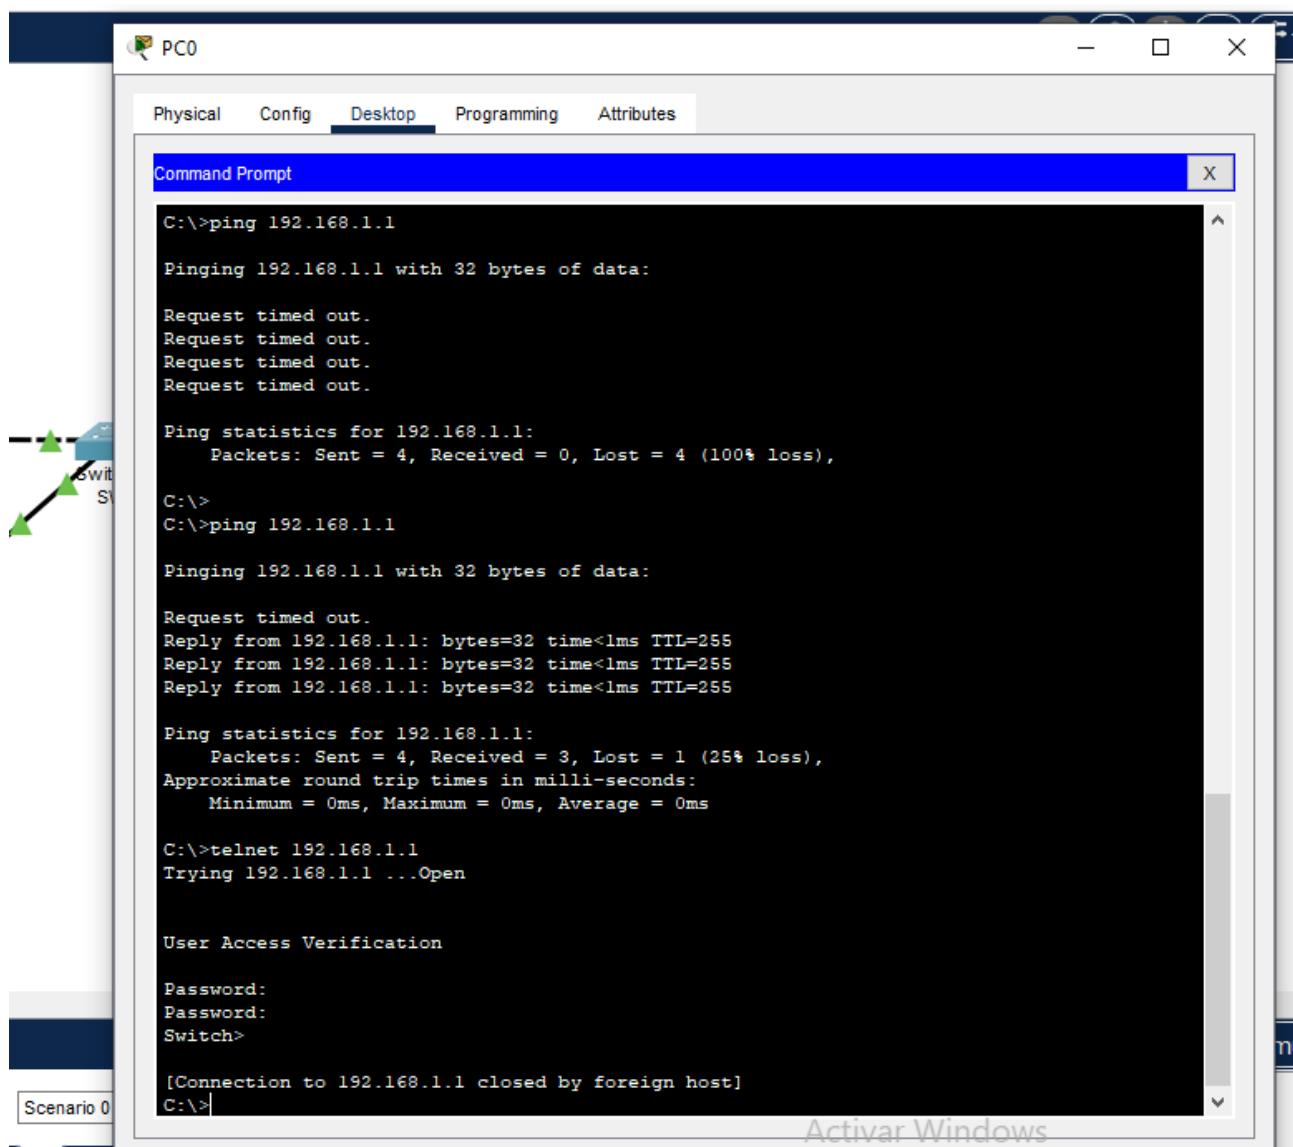 PC0
Physical Config Desktop Programming Attributes
Command Prompt
X
C:\>ping 192.168.1.1
Pinging 192.168.1.1 with 32 bytes of data:
Request timed out.
Request timed out.
Request timed out.
Request timed out.
Ping statistics for 192.168.1.1:
Packets: Sent = 4, Received = 0, Lost = 4 (100% loss),
C:\>
C:\>ping 192.168.1.1
Pinging 192.168.1.1 with 32 bytes of data:
Request timed out.
Reply from 192.168.1.1: bytes=32 time<1ms TTL=255
Reply from 192.168.1.1: bytes=32 time<1ms TTL=255
Reply from 192.168.1.1: bytes=32 time<1ms TTL=255
Ping statistics for 192.168.1.1:
Packets: Sent = 4, Received = 3, Lost = 1 (25% loss),
Approximate round trip times in milli-seconds:
Minimum = 0ms, Maximum = 0ms, Average = 0ms
C:\>telnet 192.168.1.1
Trying 192.168.1.1 ...Open
User Access Verification
Password:
Password:
Switch>
[Connection to 192.168.1.1 closed by foreign host]
C:\>
Scenario 0
Activar Windows